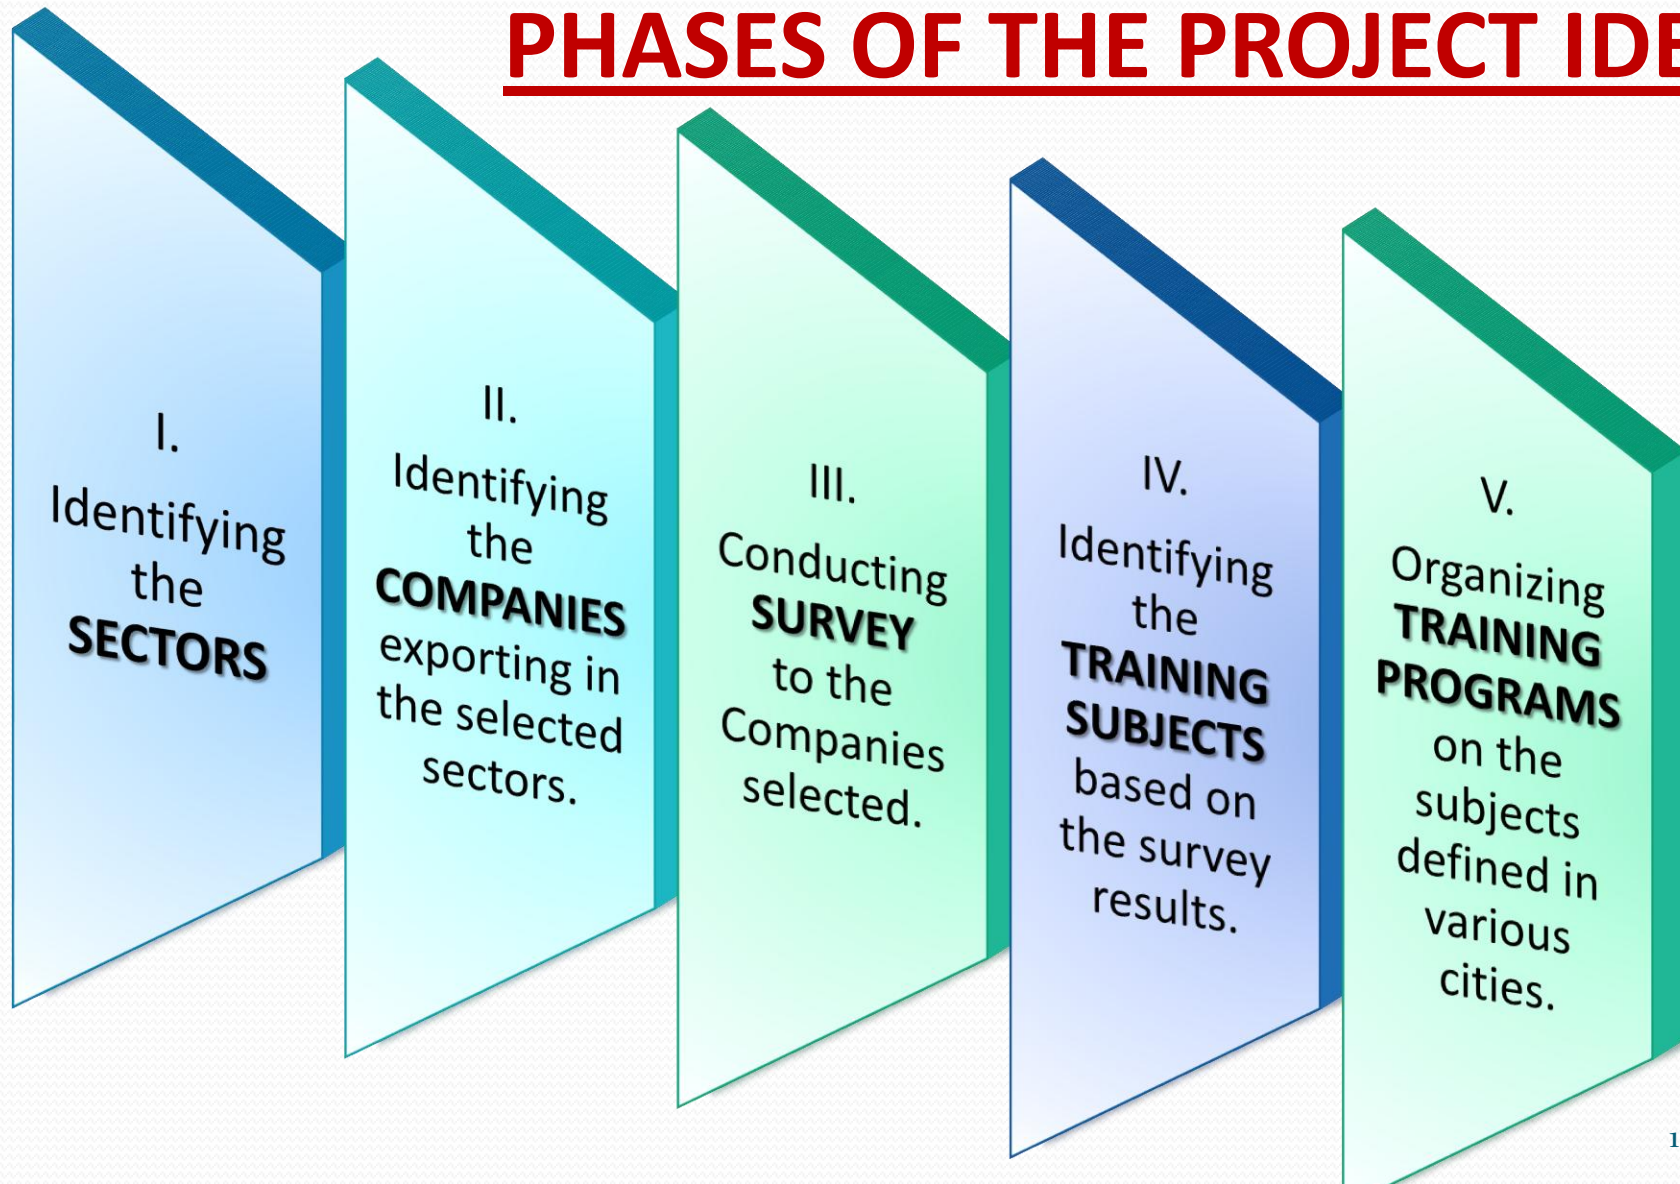 PHASES OF THE PROJECT IDE
I.
Identifying
the
SECTORS
II.
Identifying
the
COMPANIES
exporting in
the selected
sectors.
III.
Conducting
SURVEY
to the
Companies
selected.
IV.
Identifying
the
TRAINING
SUBJECTS
based on
the survey
results.
V.
Organizing
TRAINING
PROGRAMS
on the
subjects
defined in
various
cities.
1